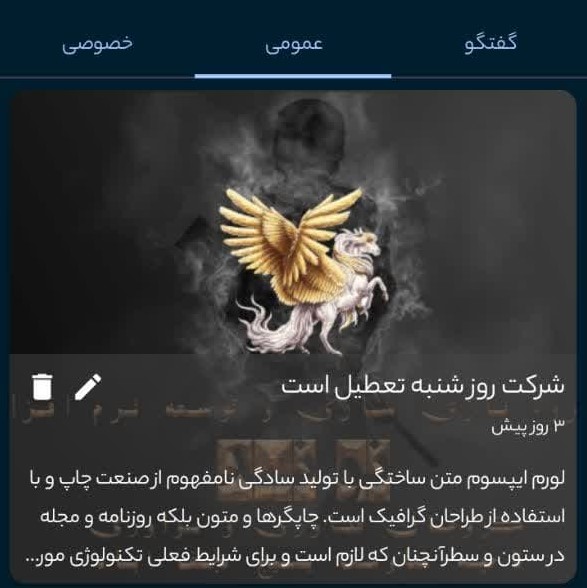 گفتگو
عمومی
خصوصی
شرکت روز شنبه تعطیل است
۳ روز پیش
لورم ایپسوم متن ساختگی با تولید سادگی نامفهوم از صنعت چاپ و با
استفاده از طراحان گرافیک است. چاپگرها و متون بلکه روزنامه و مجله
در ستون و سطرآنچنان که لازم است و برای شرایط فعلی تکنولوژی مور...